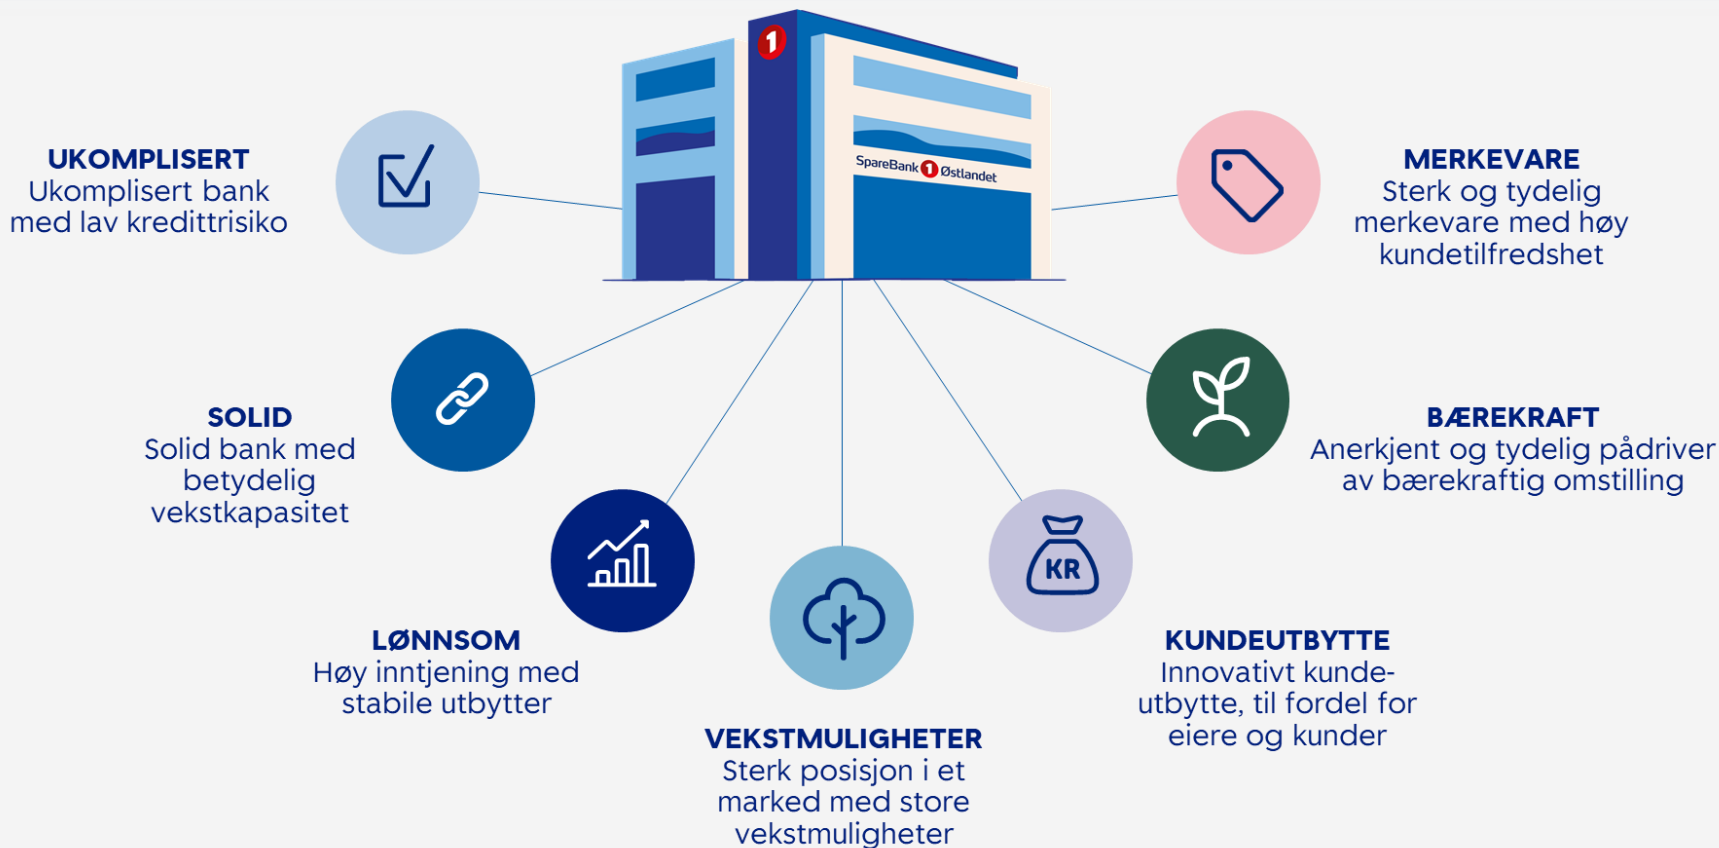 1
SpareBank 1 Østlandet
UKOMPLISERT
Ukomplisert bank
med lav kredittrisiko
MERKEVARE
Sterk og tydelig
merkevare med høy
kundetilfredshet
SOLID
Solid bank med
betydelig
vekstkapasitet
BÆREKRAFT
Anerkjent og tydelig pådriver
av bærekraftig omstilling
LØNNSOM
Høy inntjening med
stabile utbytter
KR
KUNDEUTBYTTE
Innovativt kunde-
utbytte, til fordel for
eiere og kunder
VEKSTMULIGHETER
Sterk posisjon i et
marked med store
vekstmuligheter